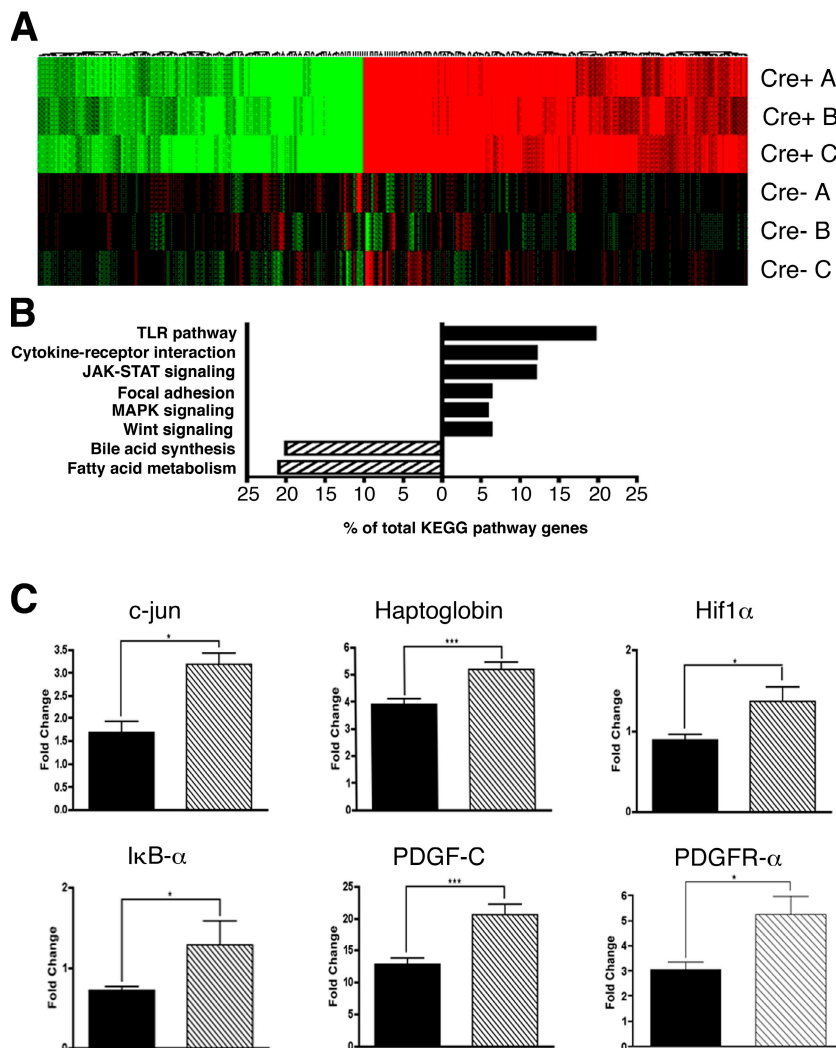 A
Cre+ A
Cre+ B
Cre+ C
Cre- A
Cre- B
Cre- C
B
TLR pathway
Cytokine-receptor interaction
JAK-STAT signaling
Focal adhesion
MAPK signaling
Wint signaling
Bile acid synthesis
Fatty acid metabolism
25 20 15 10 5 0 5 10 15 20 25
% of total KEGG pathway genes
C
c-jun
*
Fold Change
3.5
3.0
2.5
2.0
1.5
1.0
0.5
0.0
Haptoglobin
***
Fold Change
6
5
4
3
2
1
0
Hif1α
*
Fold Change
2
1
0
IκB-α
*
Fold Change
2
1
0
PDGF-C
***
Fold Change
25
20
15
10
5
0
PDGFR-α
*
Fold Change
6
5
4
3
2
1
0